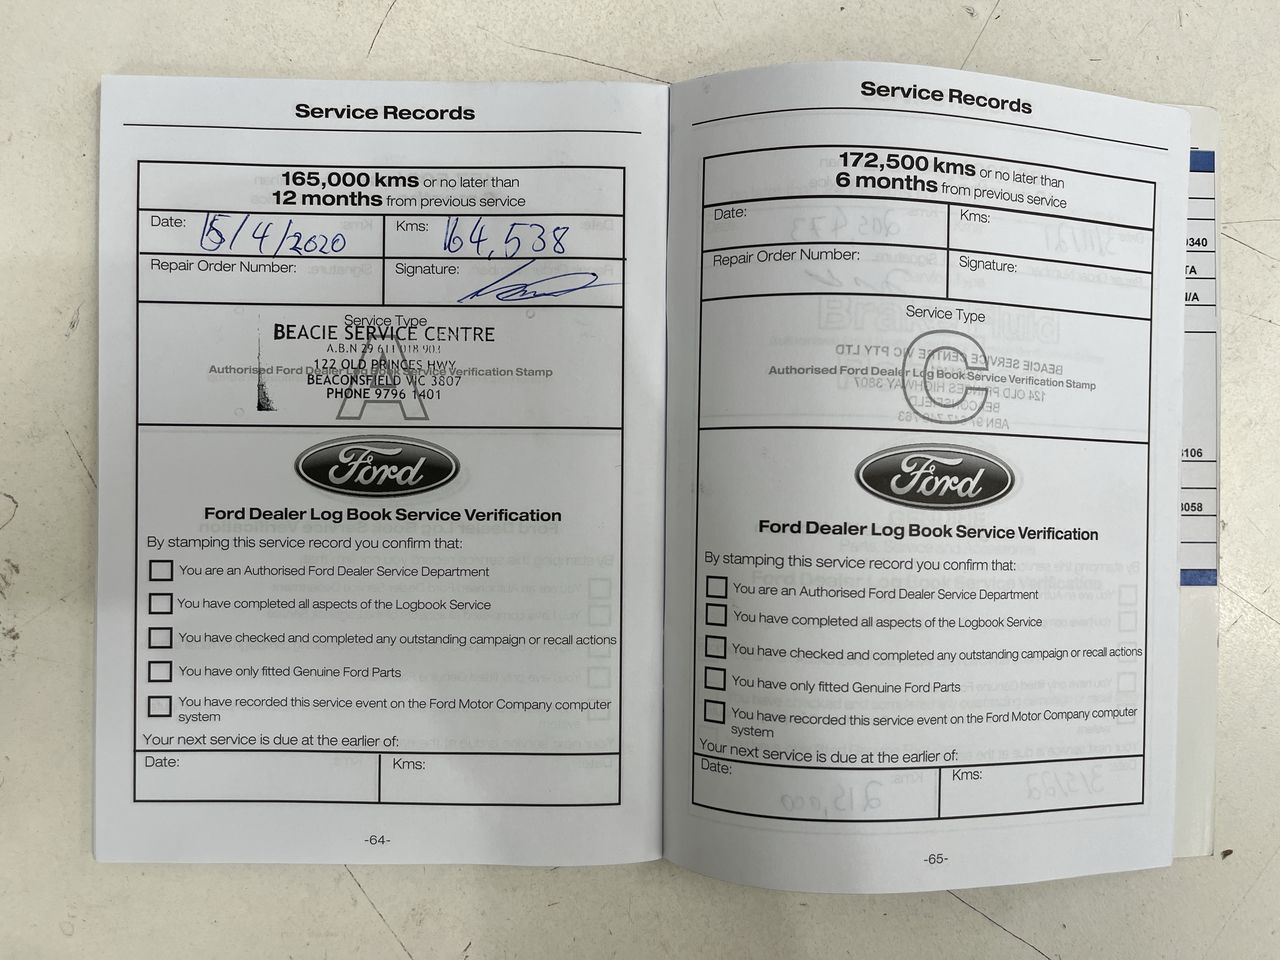 Service Records
165,000 kms or no later than
12 months from previous service
Date: 15/4/2020 Kms: 164,538
Repair Order Number: Signature:
Service Type
BEACIE SERVICE CENTRE
A.B.N 29 611 018 903
122 OLD PRINCES HWY
Authorised Ford Dealer Log Book Service Verification Stamp
BEACONSFIELD VIC 3807
PHONE 9796 1401
A
Ford
Ford Dealer Log Book Service Verification
By stamping this service record you confirm that:
You are an Authorised Ford Dealer Service Department
You have completed all aspects of the Logbook Service
You have checked and completed any outstanding campaign or recall actions
You have only fitted Genuine Ford Parts
You have recorded this service event on the Ford Motor Company computer
system
Your next service is due at the earlier of:
Date: Kms:
-64-
Service Records
172,500 kms or no later than
6 months from previous service
Date: Kms:
Repair Order Number: Signature:
Service Type
C
Authorised Ford Dealer Log Book Service Verification Stamp
Ford
Ford Dealer Log Book Service Verification
By stamping this service record you confirm that:
You are an Authorised Ford Dealer Service Department
You have completed all aspects of the Logbook Service
You have checked and completed any outstanding campaign or recall actions
You have only fitted Genuine Ford Parts
You have recorded this service event on the Ford Motor Company computer
system
Your next service is due at the earlier of:
Date: Kms:
-65-
0340
TA
I/A
106
3058